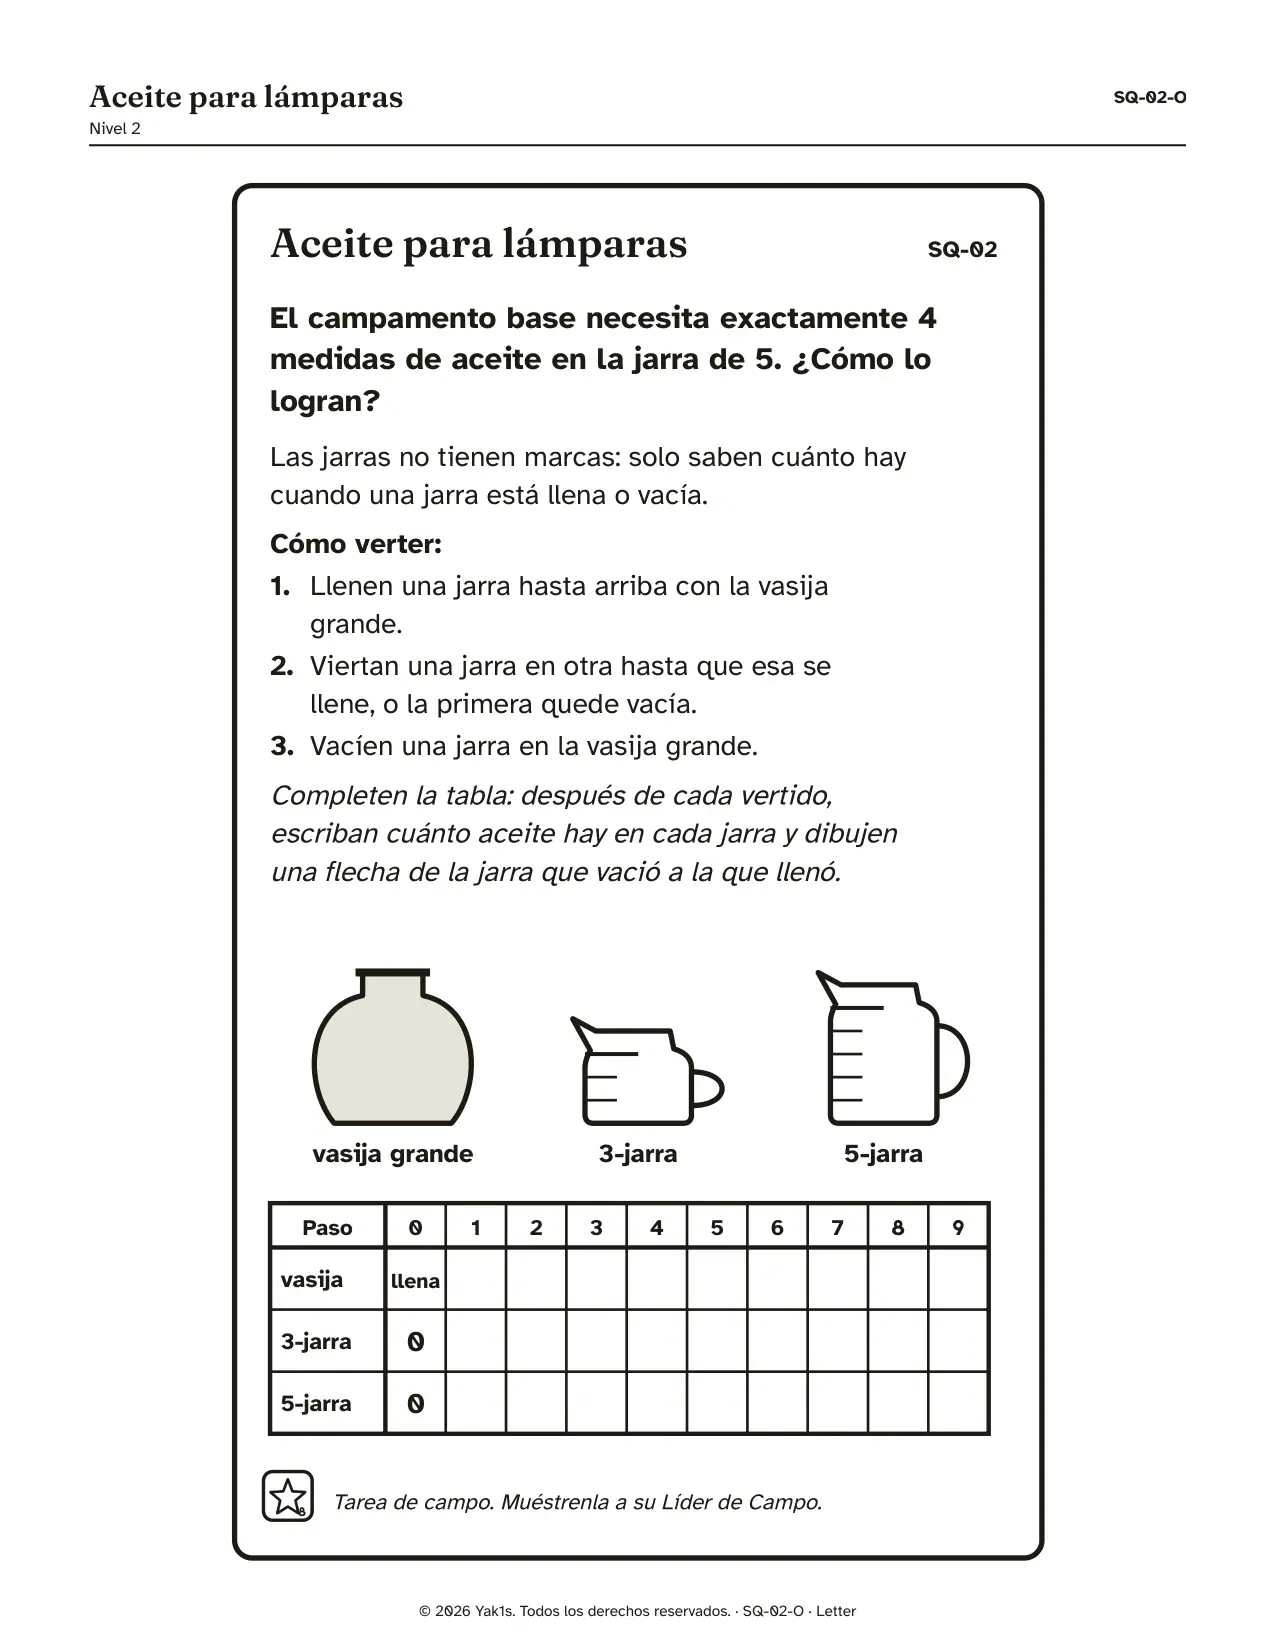 Aceite para lámparas
SQ-02-O
Nivel 2
Aceite para lámparas
SQ-02
El campamento base necesita exactamente 4
medidas de aceite en la jarra de 5. ¿Cómo lo
logran?
Las jarras no tienen marcas: solo saben cuánto hay
cuando una jarra está llena o vacía.
Cómo verter:
1. Llenen una jarra hasta arriba con la vasija
grande.
2. Viertan una jarra en otra hasta que esa se
llene, o la primera quede vacía.
3. Vacíen una jarra en la vasija grande.
Completen la tabla: después de cada vertido,
escriban cuánto aceite hay en cada jarra y dibujen
una flecha de la jarra que vació a la que llenó.
vasija grande
3-jarra
5-jarra
Paso 0 1 2 3 4 5 6 7 8 9
vasija llena
3-jarra 0
5-jarra 0
8
Tarea de campo. Muéstrenla a su Líder de Campo.
© 2026 Yak1s. Todos los derechos reservados. · SQ-02-O · Letter